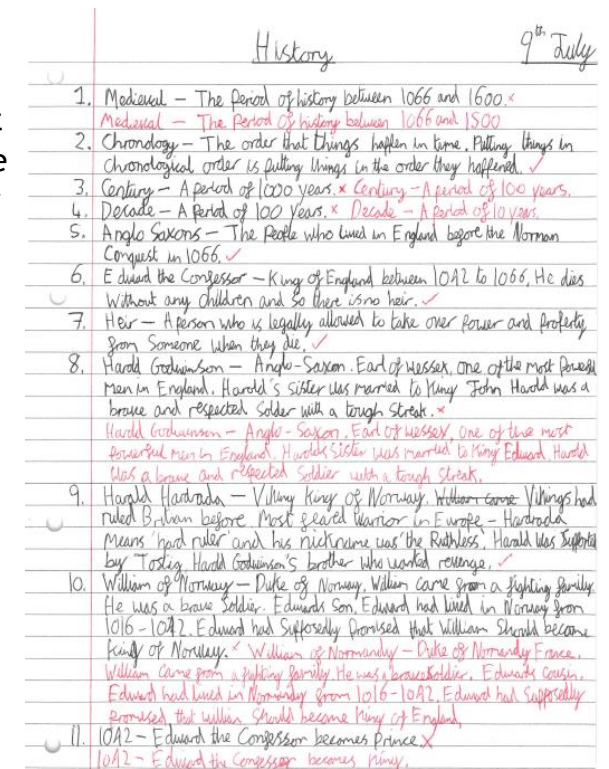 History
9th July
1. Medieval – The Period of history between 1066 and 1600. ×
Medieval – The Period of history between 1066 and 1500
2. Chronology – The order that things happen in time. Putting things in
chronological order is putting things in the order they happened. ✓
3. Century – A period of 1000 years. × Century – A period of 100 years.
4. Decade – A period of 100 years. × Decade – A period of 10 years.
5. Anglo Saxons – The People who lived in England before the Norman
Conquest in 1066. ✓
6. Edward the Confessor – King of England between 1042 to 1066. He dies
without any children and so there is no heir. ✓
7. Heir – A person who is legally allowed to take over power and property
from Someone when they die. ✓
8. Harold Godwinson – Anglo-Saxon. Earl of wessex, one of the most powerful
men in England. Harold's sister was married to King John Harold was a
brave and respected Solder with a tough streak. ×
Harold Godwinson – Anglo-Saxon. Earl of wessex, one of the most
powerful men in England. Harolds Sister was married to King Edward. Harold
was a brave and respected Soldier with a tough Streak.
9. Harald Hardrada – Viking King of Norway. William came Vikings had
ruled Britian before. Most feared warrior in Europe – Hardrada
Means 'hard ruler' and his nickname was 'the Ruthless'. Harald was Supported
by Tostig, Harold Godwinson's brother who wanted revenge. ✓
10. William of Norway – Duke of Norway. William came from a fighting family.
He was a brave Soldier. Edwards Son, Edward had lived in Norway from
1016-1042. Edward had Supposedly promised that William Should become
King of Norway. × William of Normandy – Duke of Normandy France.
William came from a fighting family. He was a brave Soldier. Edwards cousin,
Edward had lived in Normandy from 1016-1042. Edward had Supposedly
promised, that willian Should become King of England.
11. 1042 – Edward the Confessor becomes Prince ×
1042 – Edward the Confessor becomes King.